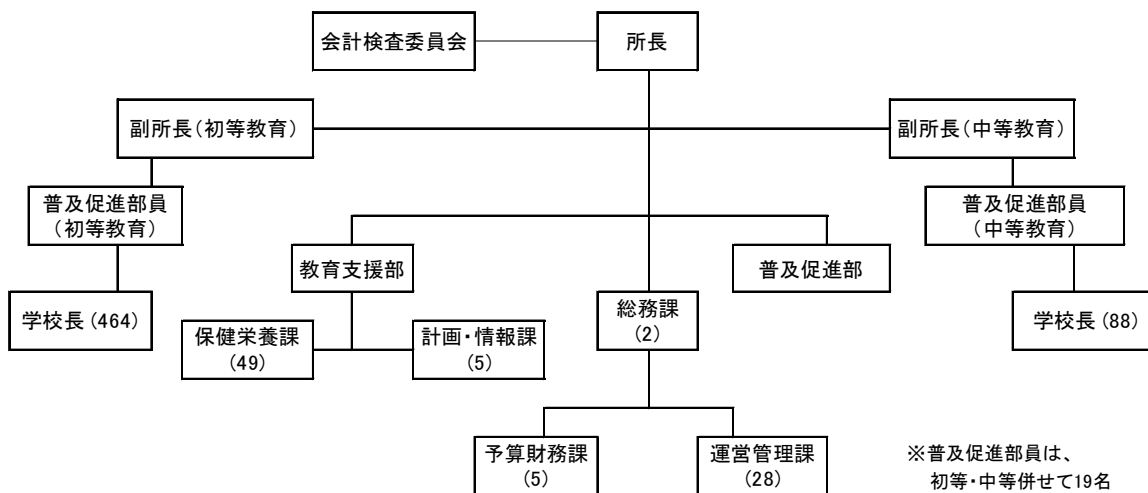 会計検査委員会
所長
副所長(初等教育)
副所長(中等教育)
普及促進部員
(初等教育)
普及促進部員
(中等教育)
教育支援部
普及促進部
学校長(464)
総務課
(2)
学校長(88)
保健栄養課
(49)
計画・情報課
(5)
予算財務課
(5)
運営管理課
(28)
※普及促進部員は、
初等・中等併せて19名